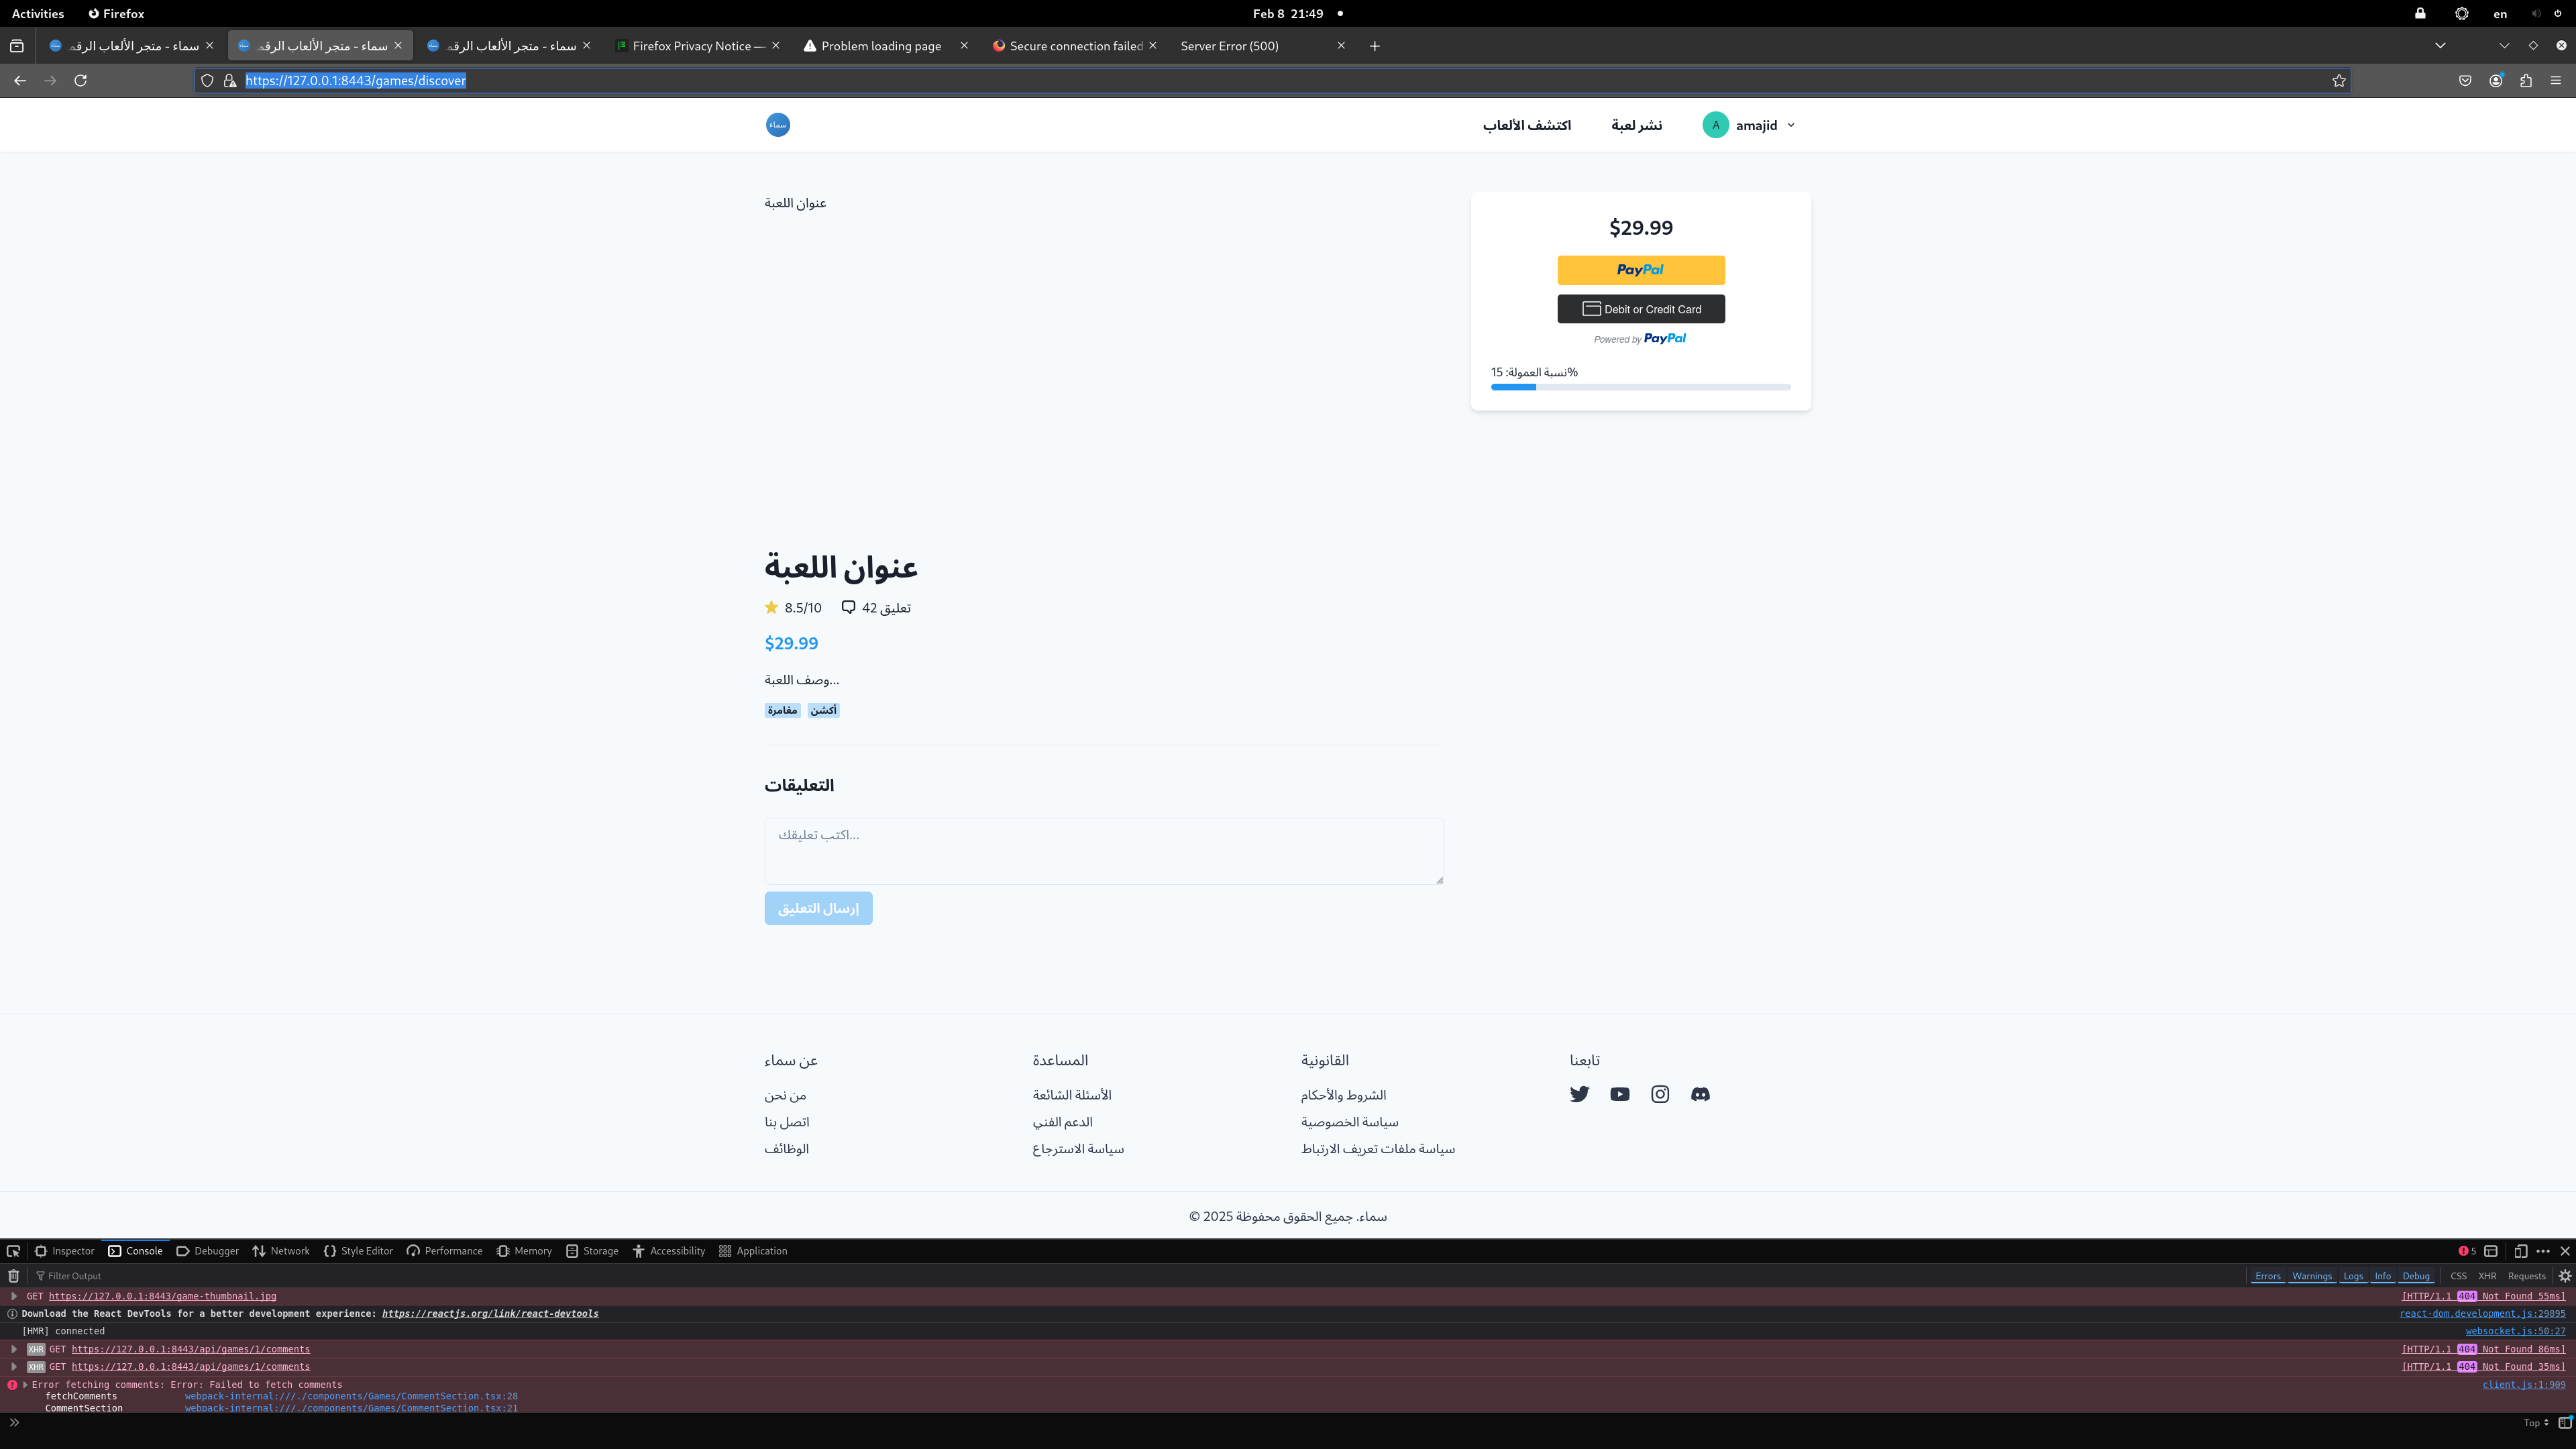 Activities Firefox Feb 8 21:49 en
سماء - متجر الألعاب الرقمـ سماء - متجر الألعاب الرقمـ سماء - متجر الألعاب الرقمـ Firefox Privacy Notice — Problem loading page Secure connection failed Server Error (500)
https://127.0.0.1:8443/games/discover
سماء
اكتشف الألعاب نشر لعبة A amajid
عنوان اللعبة
$29.99
PayPal
Debit or Credit Card
Powered by PayPal
نسبة العمولة: 15%
عنوان اللعبة
8.5/10 42 تعليق
$29.99
وصف اللعبة...
مغامرة أكشن
التعليقات
اكتب تعليقك...
إرسال التعليق
عن سماء المساعدة القانونية تابعنا
من نحن الأسئلة الشائعة الشروط والأحكام
اتصل بنا الدعم الفني سياسة الخصوصية
الوظائف سياسة الاسترجاع سياسة ملفات تعريف الارتباط
© 2025 سماء. جميع الحقوق محفوظة
Inspector Console Debugger Network Style Editor Performance Memory Storage Accessibility Application 5
Filter Output Errors Warnings Logs Info Debug CSS XHR Requests
GET https://127.0.0.1:8443/game-thumbnail.jpg [HTTP/1.1 404 Not Found 55ms]
Download the React DevTools for a better development experience: https://reactjs.org/link/react-devtools react-dom.development.js:29895
[HMR] connected websocket.js:50:27
XHR GET https://127.0.0.1:8443/api/games/1/comments [HTTP/1.1 404 Not Found 86ms]
XHR GET https://127.0.0.1:8443/api/games/1/comments [HTTP/1.1 404 Not Found 35ms]
Error fetching comments: Error: Failed to fetch comments client.js:1:909
fetchComments webpack-internal:///./components/Games/CommentSection.tsx:28
CommentSection webpack-internal:///./components/Games/CommentSection.tsx:21
Top